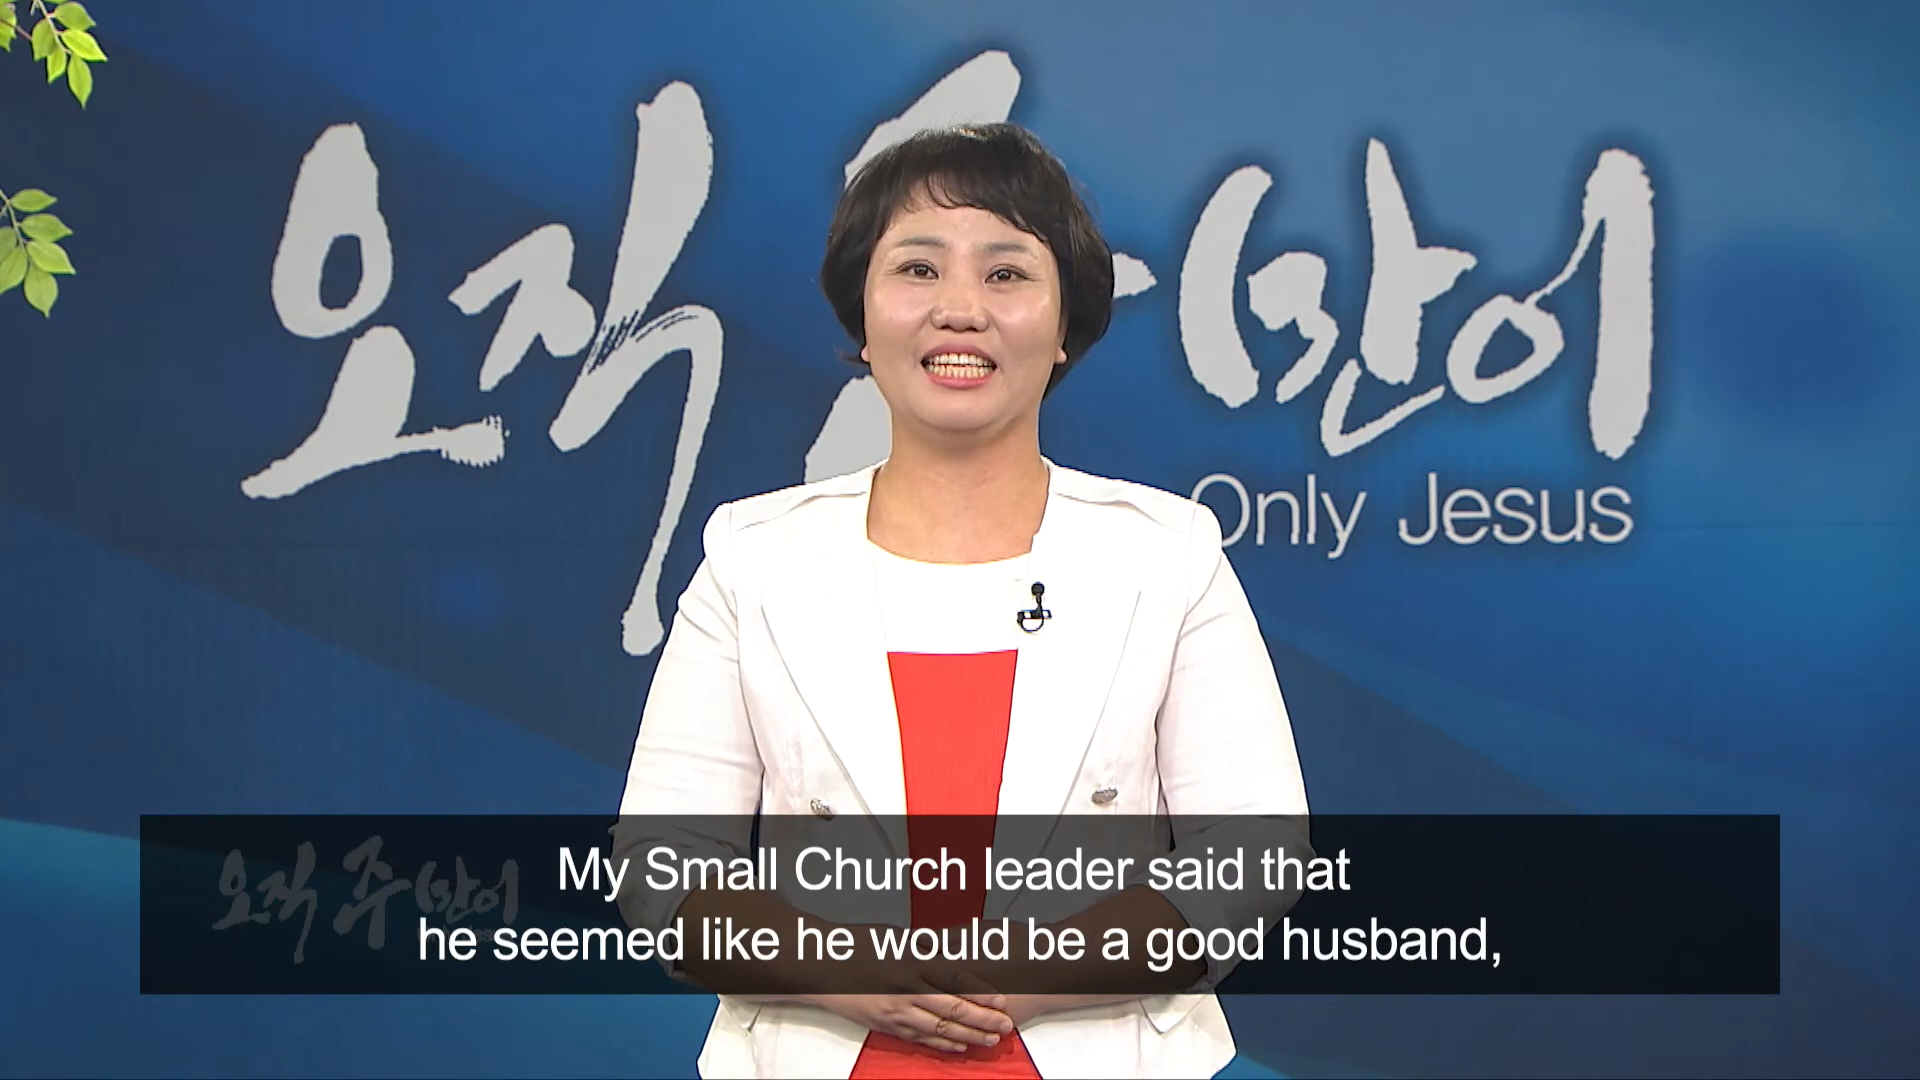 오직 주만이
Only Jesus
My Small Church leader said that
he seemed like he would be a good husband,
오직 주만이